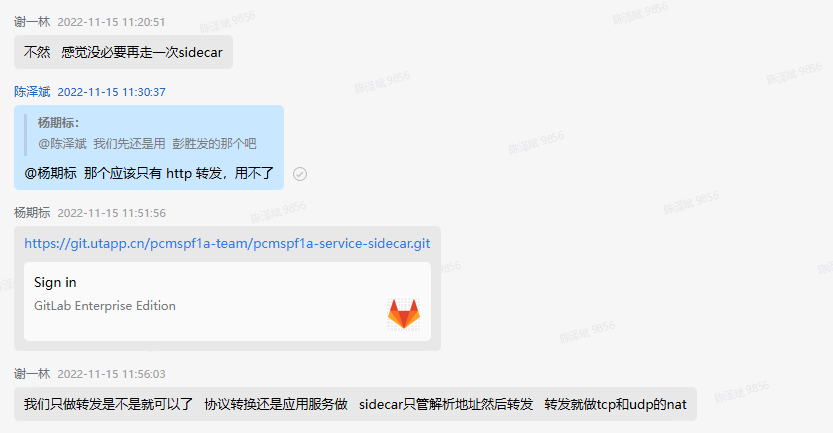 谢一林 2022-11-15 11:20:51
不然 感觉没必要再走一次sidecar
陈泽斌 2022-11-15 11:30:37
杨期标：
@陈泽斌 我们先还是用 彭胜发的那个吧
@杨期标 那个应该只有 http 转发，用不了
杨期标 2022-11-15 11:51:56
https://git.utapp.cn/pcmspf1a-team/pcmspf1a-service-sidecar.git
Sign in
GitLab Enterprise Edition
谢一林 2022-11-15 11:56:03
我们只做转发是不是就可以了 协议转换还是应用服务做 sidecar只管解析地址然后转发 转发就做tcp和udp的nat
陈泽斌 9856
陈泽斌 9856
陈泽斌 9856
陈泽斌 9856
陈泽斌 9856
陈泽斌 9856
陈泽斌 9856
陈泽斌 9856
陈泽斌 9856